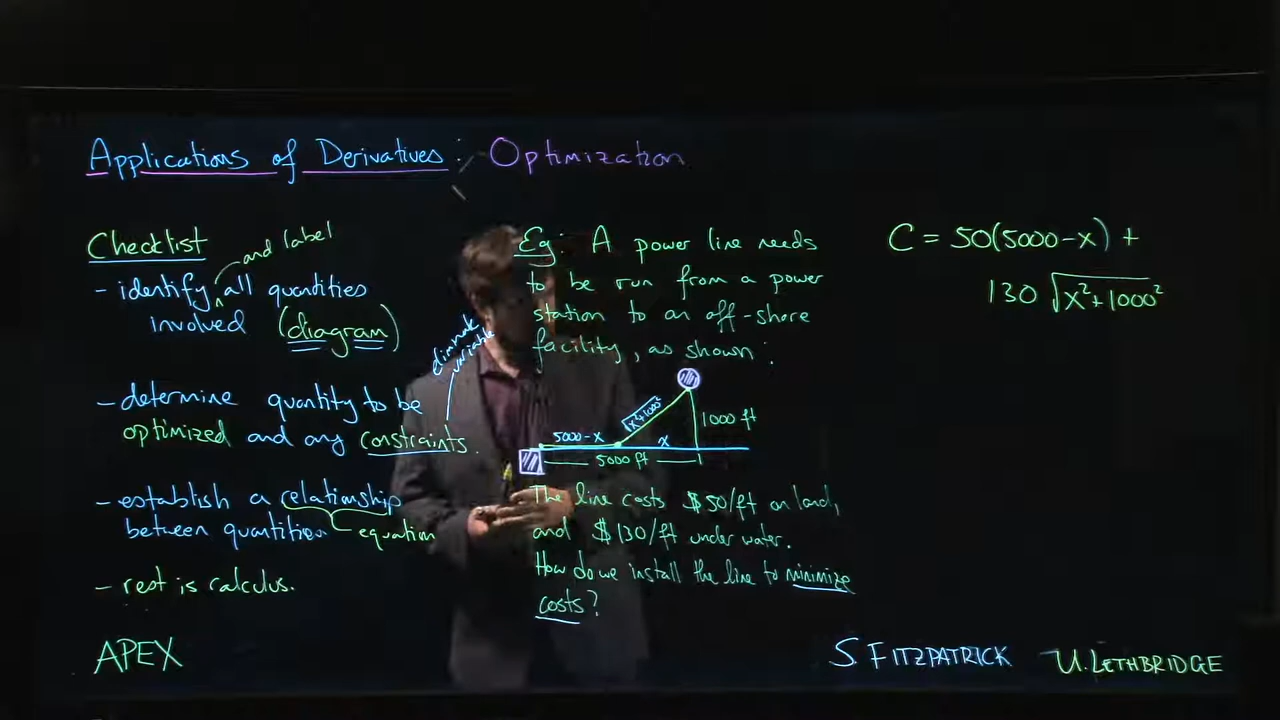 Applications of Derivatives : Optimization
Checklist
and label
- identify all quantities
involved (diagram)
- determine quantity to be
optimized and any constraints.
eliminate
variable
- establish a relationship
between quantities
equation
- rest is calculus.
APEX
Eg: A power line needs
to be run from a power
station to an off-shore
facility, as shown:
√x²+1000²
1000 ft
5000-x
x
5000 ft
The line costs $50/ft on land,
and $130/ft under water.
How do we install the line to minimize
costs?
C = 50(5000-x) +
130 √x²+1000²
S. FITZPATRICK U. LETHBRIDGE